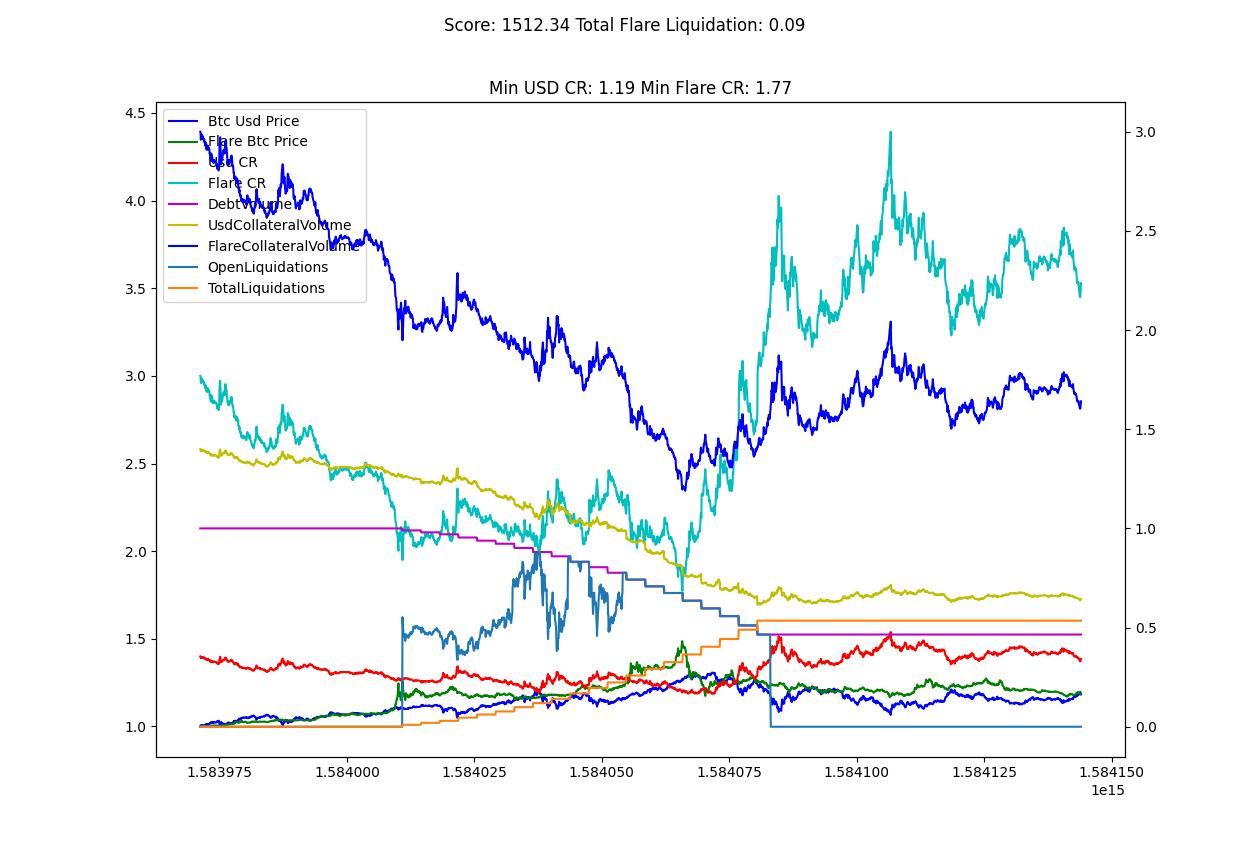 Score: 1512.34 Total Flare Liquidation: 0.09
Min USD CR: 1.19 Min Flare CR: 1.77
Btc Usd Price
Flare Btc Price
Usd CR
Flare CR
DebtVolume
UsdCollateralVolume
FlareCollateralVolume
OpenLiquidations
TotalLiquidations
4.5
4.0
3.5
3.0
2.5
2.0
1.5
1.0
3.0
2.5
2.0
1.5
1.0
0.5
0.0
1.583975 1.584000 1.584025 1.584050 1.584075 1.584100 1.584125 1.584150
1e15